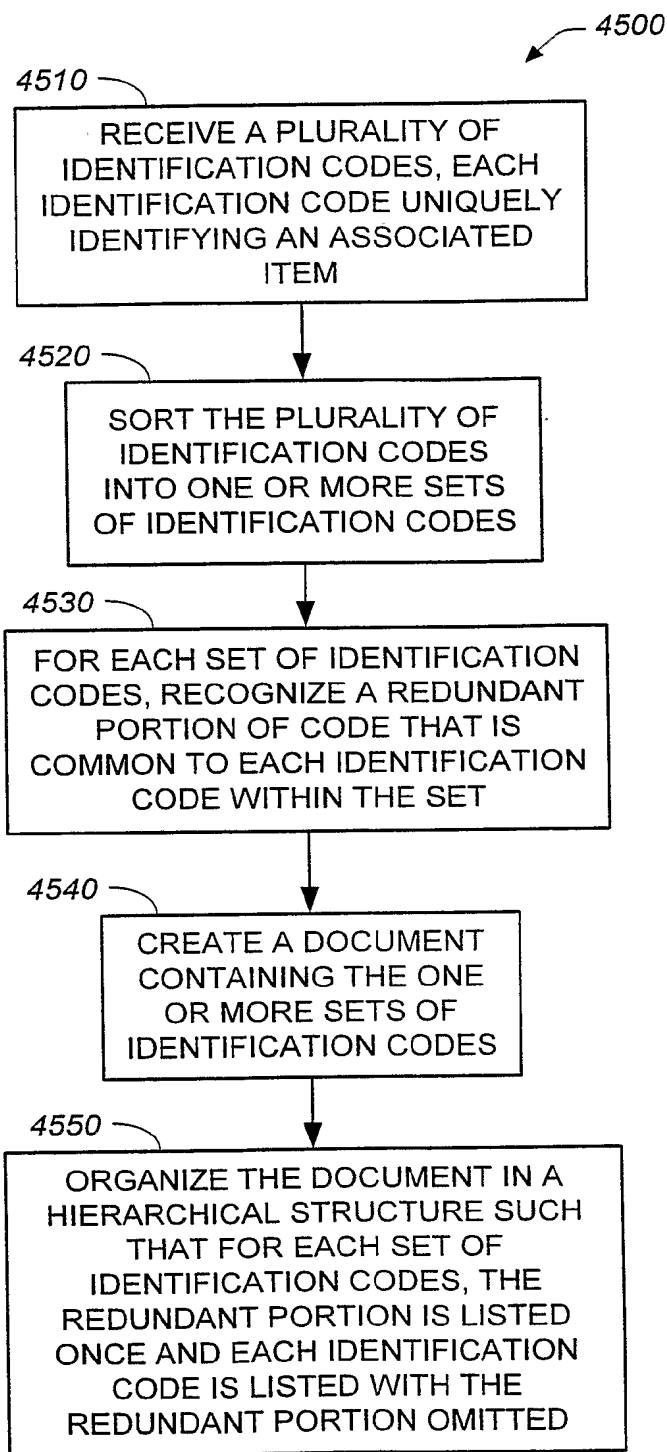 4500
4510
RECEIVE A PLURALITY OF
IDENTIFICATION CODES, EACH
IDENTIFICATION CODE UNIQUELY
IDENTIFYING AN ASSOCIATED
ITEM
4520
SORT THE PLURALITY OF
IDENTIFICATION CODES
INTO ONE OR MORE SETS
OF IDENTIFICATION CODES
4530
FOR EACH SET OF IDENTIFICATION
CODES, RECOGNIZE A REDUNDANT
PORTION OF CODE THAT IS
COMMON TO EACH IDENTIFICATION
CODE WITHIN THE SET
4540
CREATE A DOCUMENT
CONTAINING THE ONE
OR MORE SETS OF
IDENTIFICATION CODES
4550
ORGANIZE THE DOCUMENT IN A
HIERARCHICAL STRUCTURE SUCH
THAT FOR EACH SET OF
IDENTIFICATION CODES, THE
REDUNDANT PORTION IS LISTED
ONCE AND EACH IDENTIFICATION
CODE IS LISTED WITH THE
REDUNDANT PORTION OMITTED